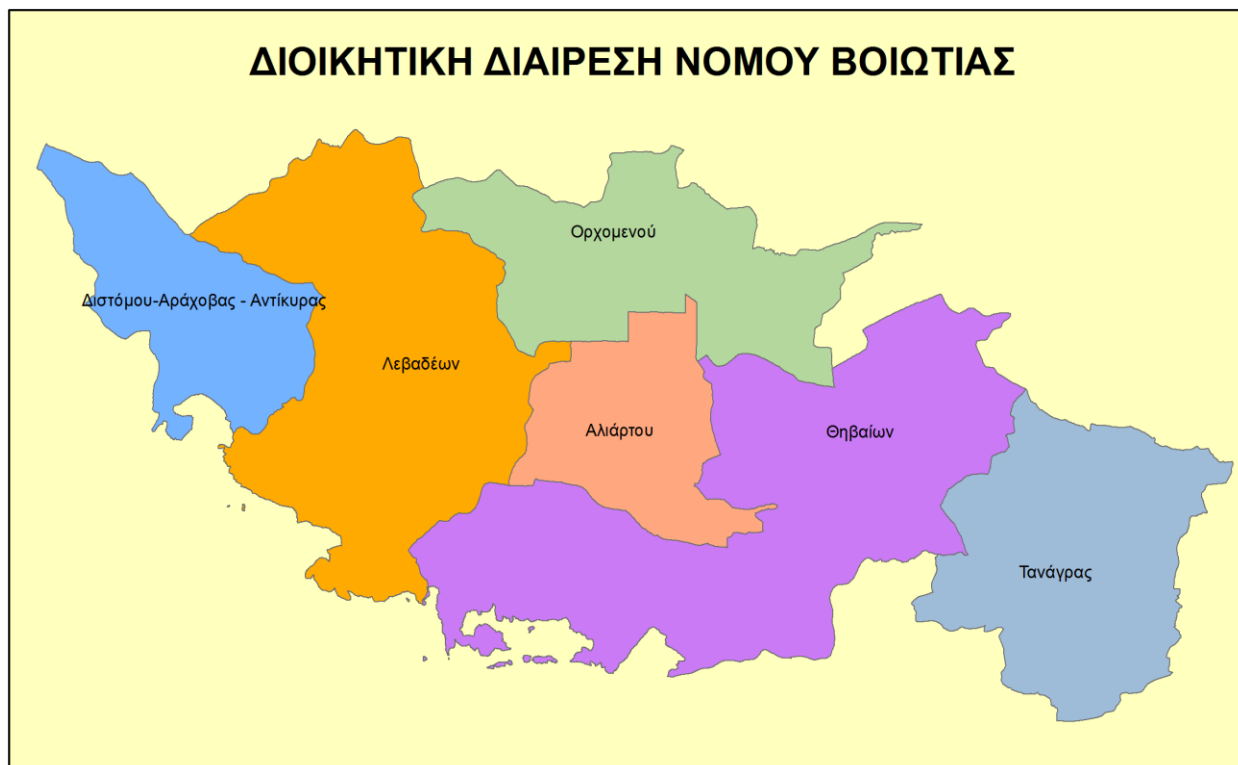 ΔΙΟΙΚΗΤΙΚΗ ΔΙΑΙΡΕΣΗ ΝΟΜΟΥ ΒΟΙΩΤΙΑΣ
Ορχομενού
Διστόμου-Αράχοβας - Αντίκυρας
Λεβαδέων
Αλιάρτου
Θηβαίων
Τανάγρας